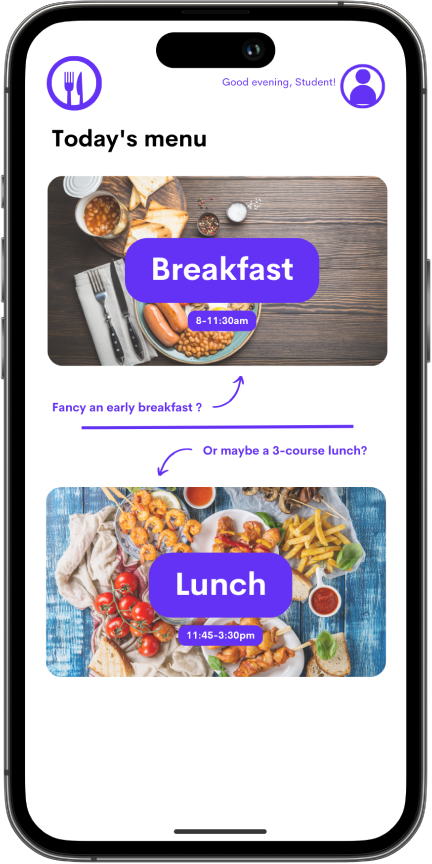 Good evening, Student!
Today's menu
Breakfast
8-11:30am
Fancy an early breakfast ?
Or maybe a 3-course lunch?
Lunch
11:45-3:30pm